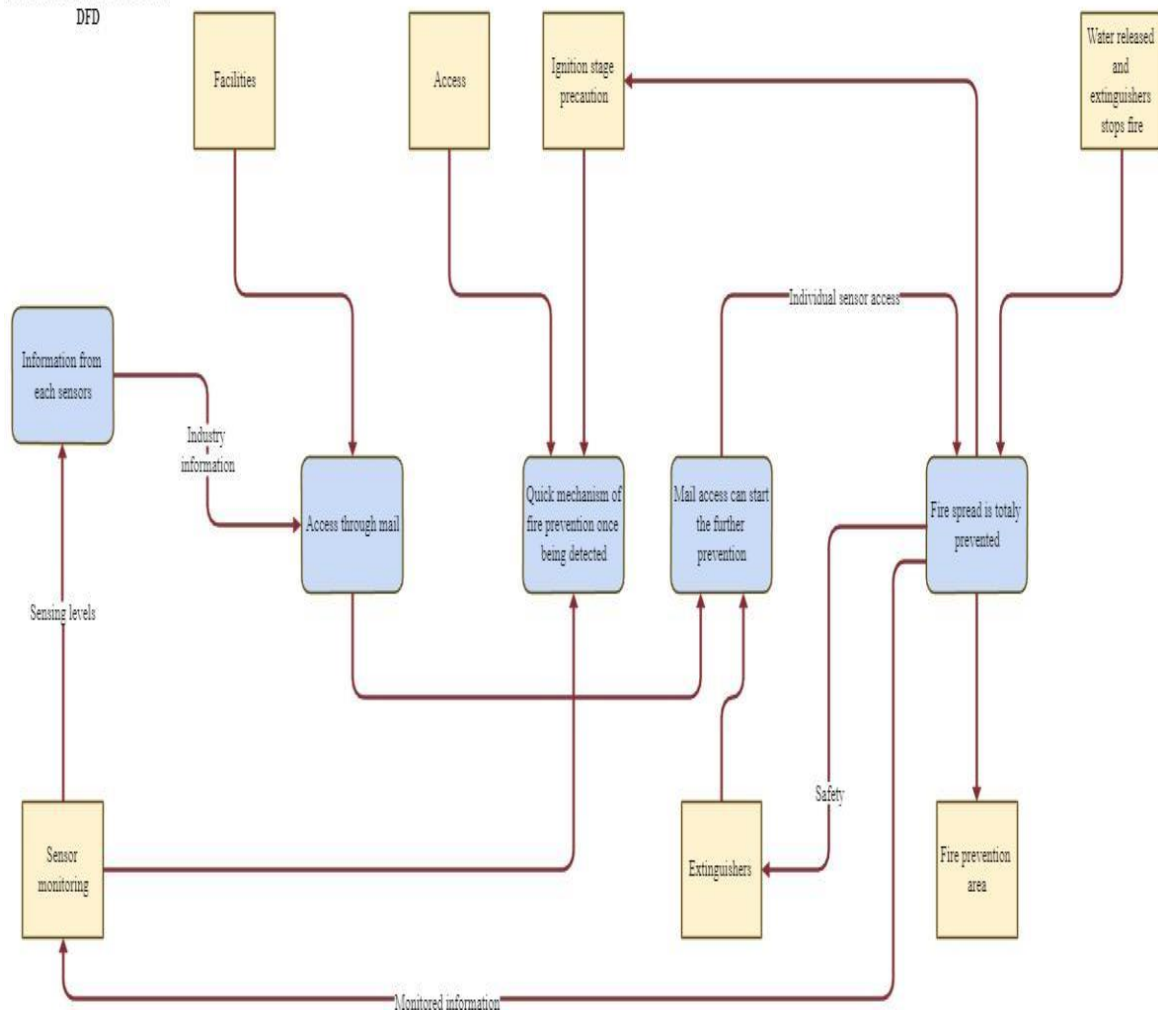 DFD
Facilities
Access
Ignition stage
precaution
Water released
and
extinguishers
stops fire
Individual sensor access
Information from
each sensors
Industry
information
Access through mail
Quick mechanism of
fire prevention once
being detected
Mail access can start
the further
prevention
Fire spread is totaly
prevented
Sensing levels
Safety
Sensor
monitoring
Extinguishers
Fire prevention
area
Monitored information